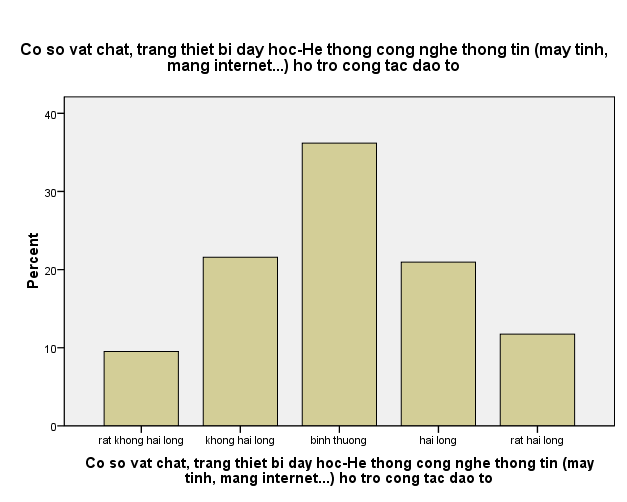 Co so vat chat, trang thiet bi day hoc-He thong cong nghe thong tin (may tinh,
mang internet...) ho tro cong tac dao to
40
30
20
10
0
Percent
rat khong hai long
khong hai long
binh thuong
hai long
rat hai long
Co so vat chat, trang thiet bi day hoc-He thong cong nghe thong tin (may
tinh, mang internet...) ho tro cong tac dao to